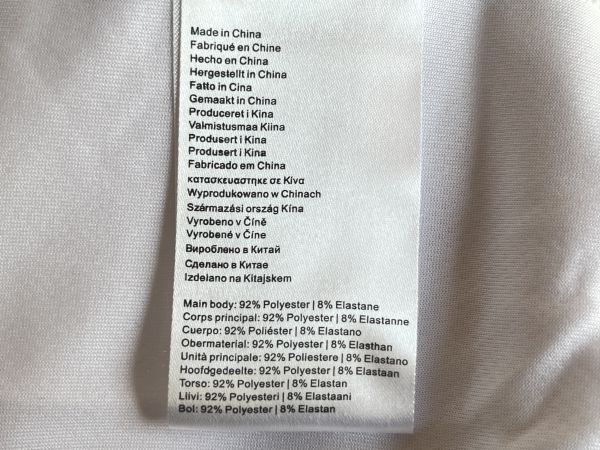 Made in China
Fabriqué en Chine
Hecho en China
Hergestellt in China
Fatto in Cina
Gemaakt in China
Produceret i Kina
Valmistusmaa Kiina
Produsert i Kina
Produsert i Kina
Fabricado em China
κατασκευαστηκε σε Κίνα
Wyprodukowano w Chinach
Származási ország Kína
Vyrobeno v Číně
Vyrobené v Číne
Вироблено в Китай
Сделано в Китае
Izdelano na Kitajskem
Main body: 92% Polyester | 8% Elastane
Corps principal: 92% Polyester | 8% Elastanne
Cuerpo: 92% Poliéster | 8% Elastano
Obermaterial: 92% Polyester | 8% Elasthan
Unità principale: 92% Poliestere | 8% Elastano
Hoofdgedeelte: 92% Polyester | 8% Elastaan
Torso: 92% Polyester | 8% Elastan
Liivi: 92% Polyesteri | 8% Elastaani
Bol: 92% Polyester | 8% Elastan